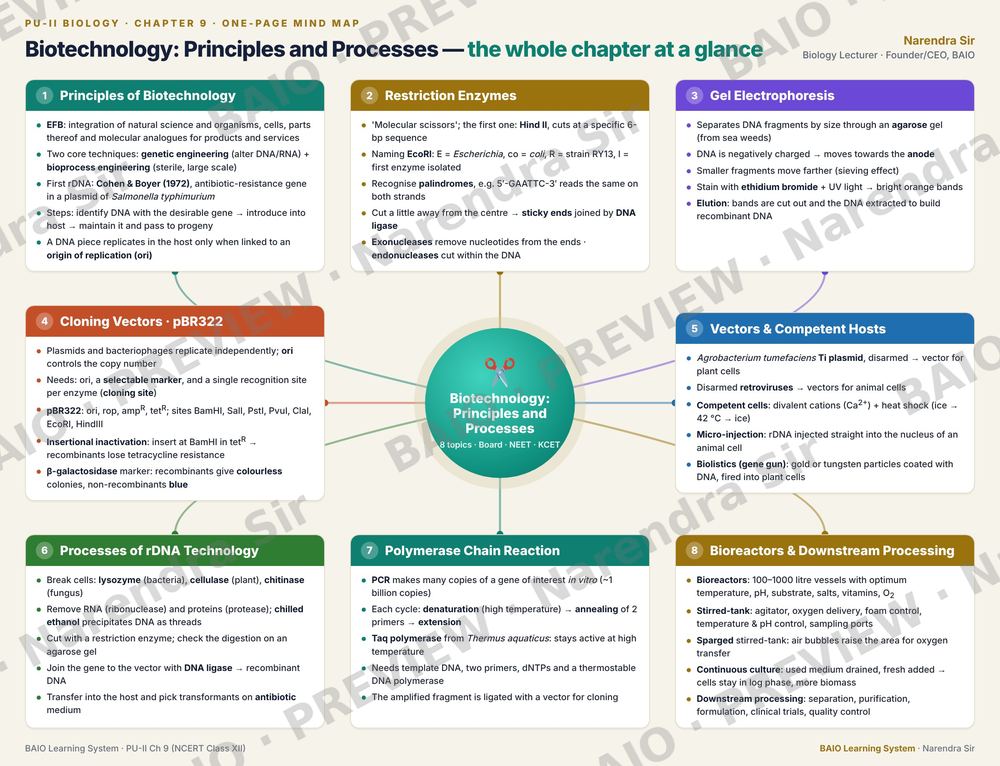 PU-II BIOLOGY · CHAPTER 9 · ONE-PAGE MIND MAP
Biotechnology: Principles and Processes — the whole chapter at a glance
Narendra Sir
Biology Lecturer · Founder/CEO, BAIO
1 Principles of Biotechnology
• EFB: integration of natural science and organisms, cells, parts
thereof and molecular analogues for products and services
• Two core techniques: genetic engineering (alter DNA/RNA) +
bioprocess engineering (sterile, large scale)
• First rDNA: Cohen & Boyer (1972), antibiotic-resistance gene
in a plasmid of Salmonella typhimurium
• Steps: identify DNA with the desirable gene → introduce into
host → maintain it and pass to progeny
• A DNA piece replicates in the host only when linked to an
origin of replication (ori)
2 Restriction Enzymes
• 'Molecular scissors'; the first one: Hind II, cuts at a specific 6-
bp sequence
• Naming EcoRI: E = Escherichia, co = coli, R = strain RY13, I =
first enzyme isolated
• Recognise palindromes, e.g. 5'-GAATTC-3' reads the same on
both strands
• Cut a little away from the centre → sticky ends joined by DNA
ligase
• Exonucleases remove nucleotides from the ends ·
endonucleases cut within the DNA
3 Gel Electrophoresis
• Separates DNA fragments by size through an agarose gel
(from sea weeds)
• DNA is negatively charged → moves towards the anode
• Smaller fragments move farther (sieving effect)
• Stain with ethidium bromide + UV light → bright orange bands
• Elution: bands are cut out and the DNA extracted to build
recombinant DNA
4 Cloning Vectors · pBR322
• Plasmids and bacteriophages replicate independently; ori
controls the copy number
• Needs: ori, a selectable marker, and a single recognition site
per enzyme (cloning site)
• pBR322: ori, rop, amp^R, tet^R; sites BamHI, SalI, PstI, PvuI, ClaI,
EcoRI, HindIII
• Insertional inactivation: insert at BamHI in tet^R →
recombinants lose tetracycline resistance
• β-galactosidase marker: recombinants give colourless
colonies, non-recombinants blue
Biotechnology:
Principles and
Processes
8 topics · Board · NEET · KCET
5 Vectors & Competent Hosts
• Agrobacterium tumefaciens Ti plasmid, disarmed → vector for
plant cells
• Disarmed retroviruses → vectors for animal cells
• Competent cells: divalent cations (Ca²⁺) + heat shock (ice →
42 °C → ice)
• Micro-injection: rDNA injected straight into the nucleus of an
animal cell
• Biolistics (gene gun): gold or tungsten particles coated with
DNA, fired into plant cells
6 Processes of rDNA Technology
• Break cells: lysozyme (bacteria), cellulase (plant), chitinase
(fungus)
• Remove RNA (ribonuclease) and proteins (protease); chilled
ethanol precipitates DNA as threads
• Cut with a restriction enzyme; check the digestion on an
agarose gel
• Join the gene to the vector with DNA ligase → recombinant
DNA
• Transfer into the host and pick transformants on antibiotic
medium
7 Polymerase Chain Reaction
• PCR makes many copies of a gene of interest in vitro (~1
billion copies)
• Each cycle: denaturation (high temperature) → annealing of 2
primers → extension
• Taq polymerase from Thermus aquaticus: stays active at high
temperature
• Needs template DNA, two primers, dNTPs and a thermostable
DNA polymerase
• The amplified fragment is ligated with a vector for cloning
8 Bioreactors & Downstream Processing
• Bioreactors: 100–1000 litre vessels with optimum
temperature, pH, substrate, salts, vitamins, O₂
• Stirred-tank: agitator, oxygen delivery, foam control,
temperature & pH control, sampling ports
• Sparged stirred-tank: air bubbles raise the area for oxygen
transfer
• Continuous culture: used medium drained, fresh added →
cells stay in log phase, more biomass
• Downstream processing: separation, purification,
formulation, clinical trials, quality control
BAIO Learning System · PU-II Ch 9 (NCERT Class XII)
BAIO Learning System · Narendra Sir
BAIO · PREVIEW · Narendra Sir